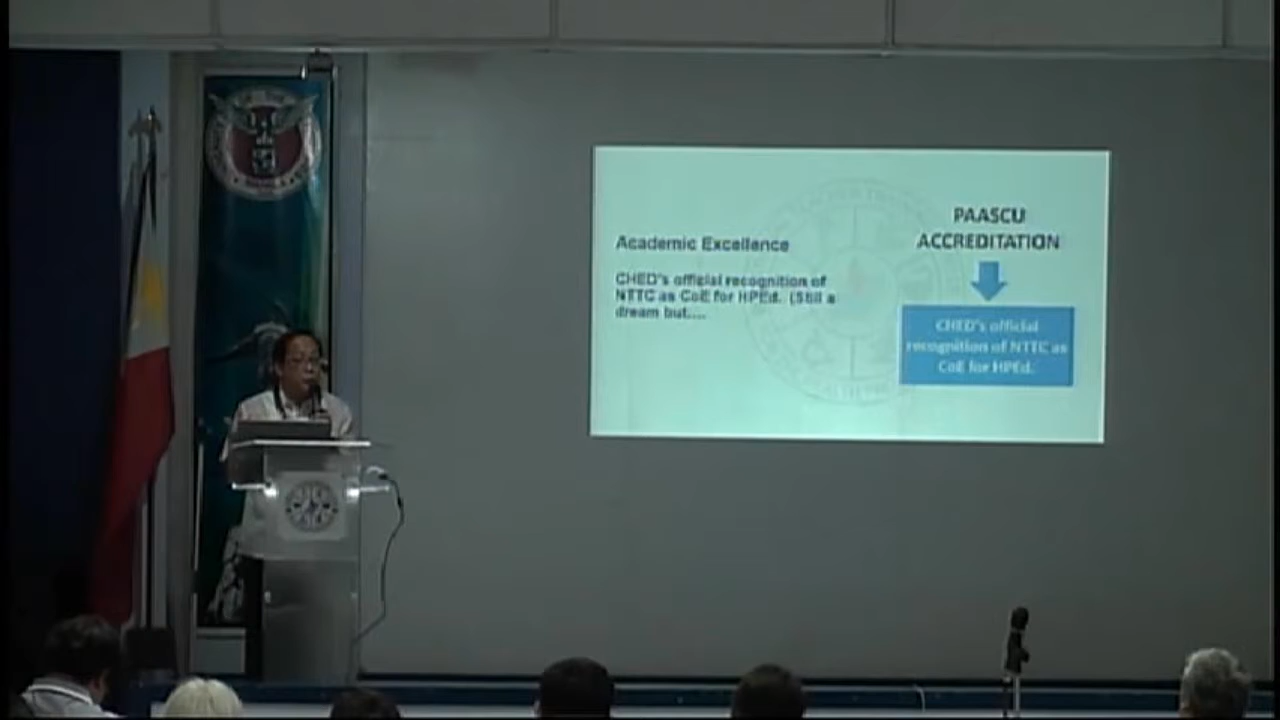 Academic Excellence
CHED's official recognition of
NTTC as CoE for HPEd. (Still a
dream but....
PAASCU
ACCREDITATION
CHED's official
recognition of NTTC as
CoE for HPEd.